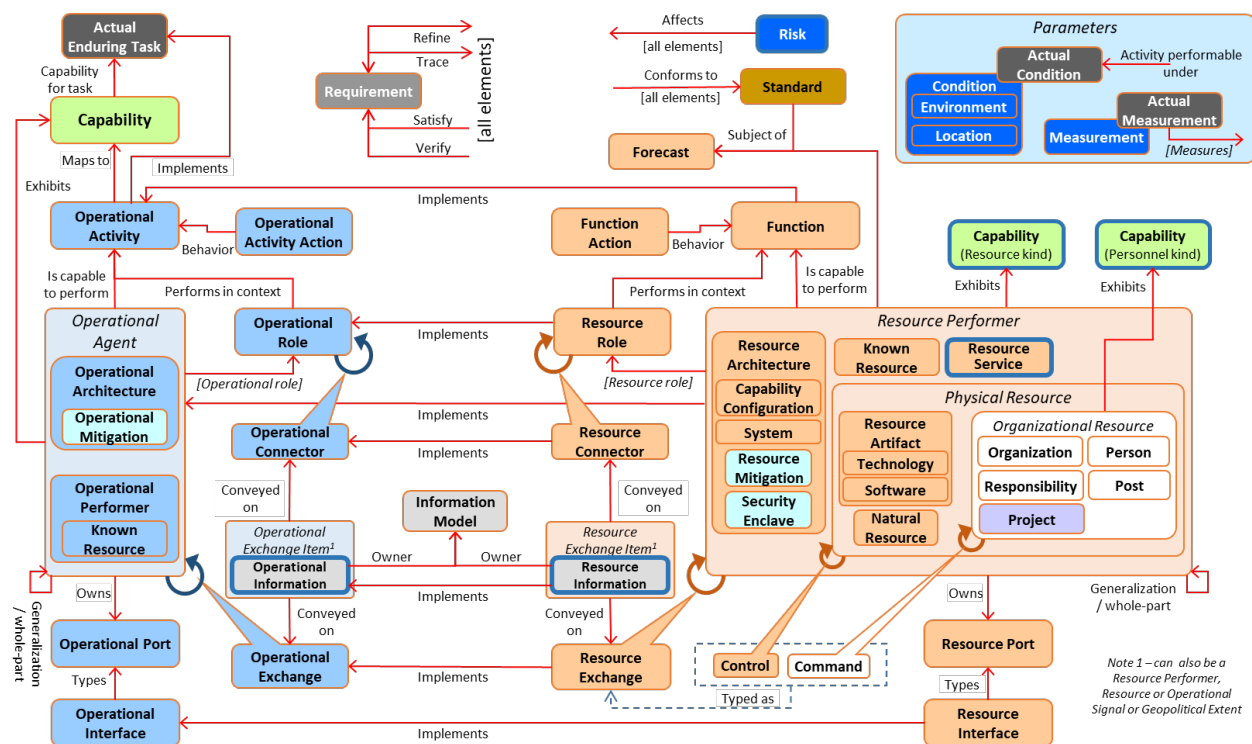 Actual
Enduring Task
Capability
for task
Capability
Maps to
Implements
Exhibits
Refine
Trace
Requirement
Satisfy
Verify
[all elements]
Affects
[all elements]
Risk
Conforms to
[all elements]
Standard
Subject of
Forecast
Parameters
Actual
Condition
Activity performable
under
Condition
Environment
Location
Actual
Measurement
Measurement
[Measures]
Implements
Operational
Activity
Behavior
Operational
Activity Action
Function
Action
Behavior
Function
Capability
(Resource kind)
Capability
(Personnel kind)
Is capable
to perform
Performs in context
Performs in context
Is capable
to perform
Exhibits
Exhibits
Operational
Agent
Operational
Architecture
Operational
Mitigation
Operational
Performer
Known
Resource
Operational
Role
Implements
Resource
Role
[Operational role]
[Resource role]
Implements
Operational
Connector
Implements
Resource
Connector
Conveyed
on
Information
Model
Conveyed
on
Operational
Exchange Item1
Operational
Information
Owner
Owner
Resource
Exchange Item1
Resource
Information
Implements
Conveyed
on
Conveyed
on
Resource Performer
Resource
Architecture
Capability
Configuration
System
Resource
Mitigation
Security
Enclave
Known
Resource
Resource
Service
Physical Resource
Resource
Artifact
Technology
Software
Natural
Resource
Organizational Resource
Organization
Person
Responsibility
Post
Project
Generalization
/ whole-part
Owns
Owns
Generalization
/ whole-part
Operational Port
Operational
Exchange
Implements
Resource
Exchange
Control
Command
Typed as
Resource Port
Types
Types
Operational
Interface
Implements
Resource
Interface
Note 1 – can also be a
Resource Performer,
Resource or Operational
Signal or Geopolitical Extent